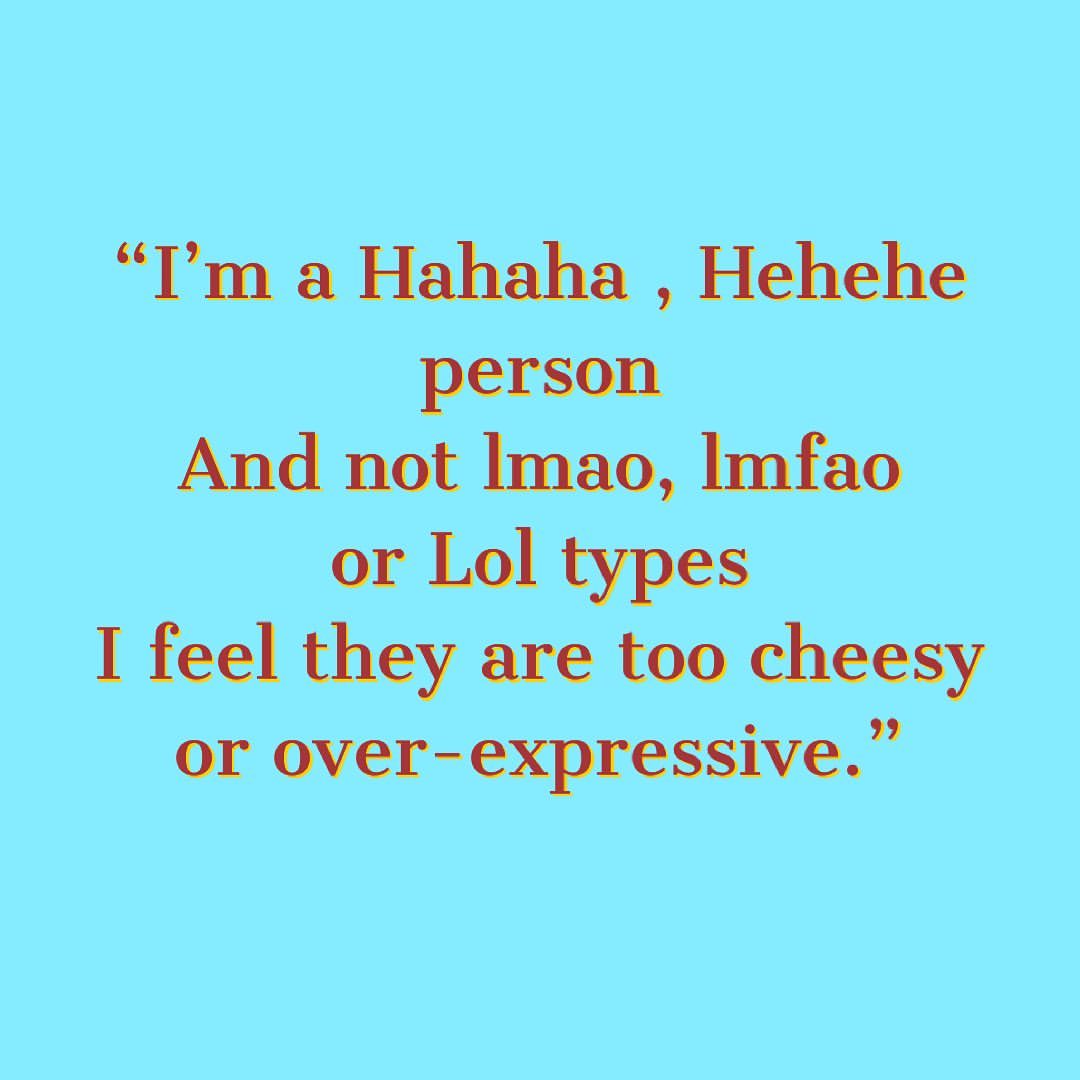 “I’m a Hahaha , Hehehe
person
And not lmao, lmfao
or Lol types
I feel they are too cheesy
or over-expressive.”